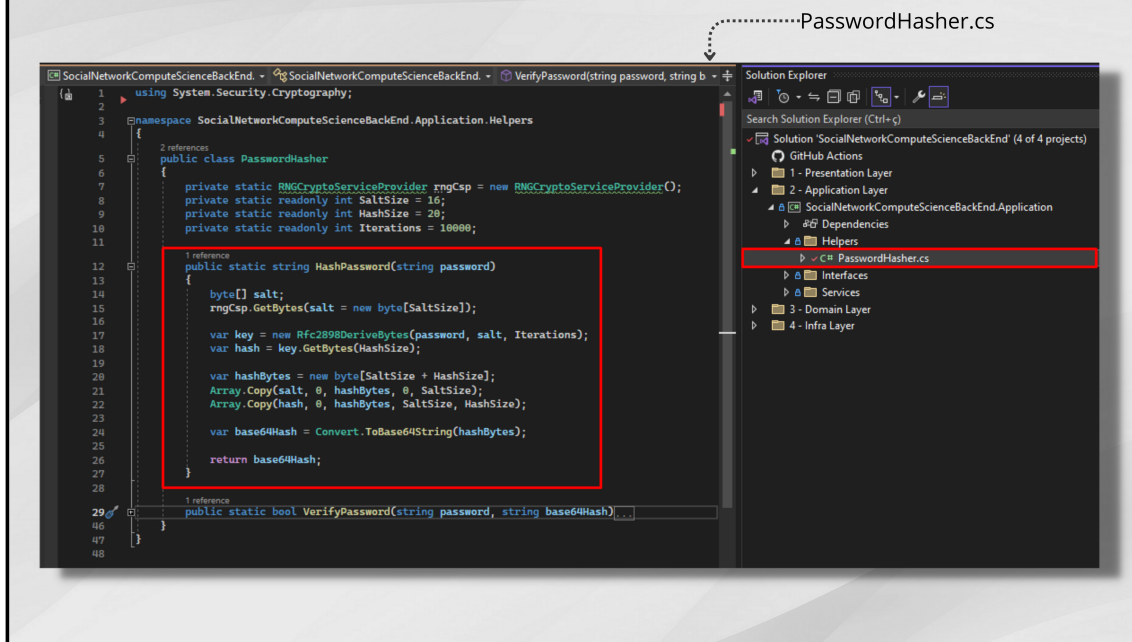 PasswordHasher.cs
SocialNetworkComputeScienceBackEnd.
SocialNetworkComputeScienceBackEnd.
VerifyPassword(string password, string b
1 using System.Security.Cryptography;
2
3 namespace SocialNetworkComputeScienceBackEnd.Application.Helpers
4 {
2 references
5 public class PasswordHasher
6 {
7 private static RNGCryptoServiceProvider rngCsp = new RNGCryptoServiceProvider();
8 private static readonly int SaltSize = 16;
9 private static readonly int HashSize = 20;
10 private static readonly int Iterations = 10000;
11
1 reference
12 public static string HashPassword(string password)
13 {
14 byte[] salt;
15 rngCsp.GetBytes(salt = new byte[SaltSize]);
16
17 var key = new Rfc2898DeriveBytes(password, salt, Iterations);
18 var hash = key.GetBytes(HashSize);
19
20 var hashBytes = new byte[SaltSize + HashSize];
21 Array.Copy(salt, 0, hashBytes, 0, SaltSize);
22 Array.Copy(hash, 0, hashBytes, SaltSize, HashSize);
23
24 var base64Hash = Convert.ToBase64String(hashBytes);
25
26 return base64Hash;
27 }
28
1 reference
29 public static bool VerifyPassword(string password, string base64Hash)...
46 }
47 }
48
Solution Explorer
Search Solution Explorer (Ctrl+ç)
Solution 'SocialNetworkComputeScienceBackEnd' (4 of 4 projects)
GitHub Actions
1 - Presentation Layer
2 - Application Layer
C# SocialNetworkComputeScienceBackEnd.Application
Dependencies
Helpers
C# PasswordHasher.cs
Interfaces
Services
3 - Domain Layer
4 - Infra Layer